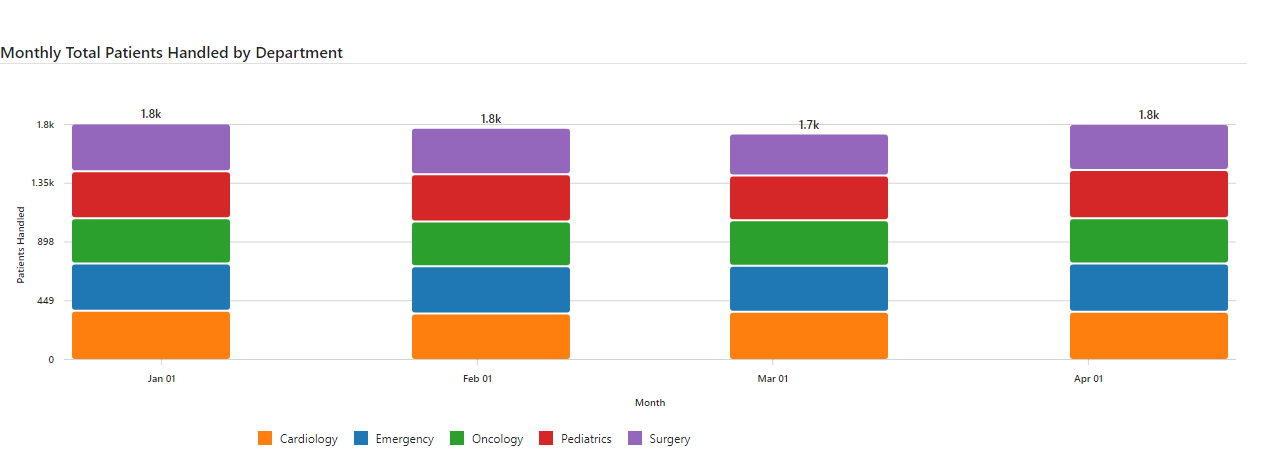 Monthly Total Patients Handled by Department
1.8k
1.8k
1.7k
1.8k
1.8k
1.35k
898
449
0
Patients Handled
Jan 01
Feb 01
Mar 01
Apr 01
Month
Cardiology
Emergency
Oncology
Pediatrics
Surgery